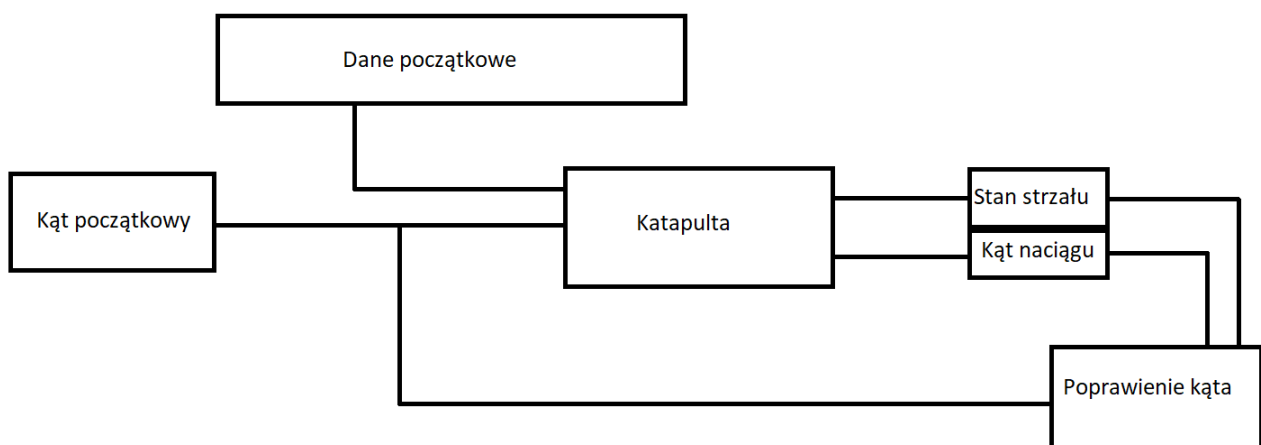 Dane początkowe
Kąt początkowy
Katapulta
Stan strzału
Kąt naciągu
Poprawienie kąta